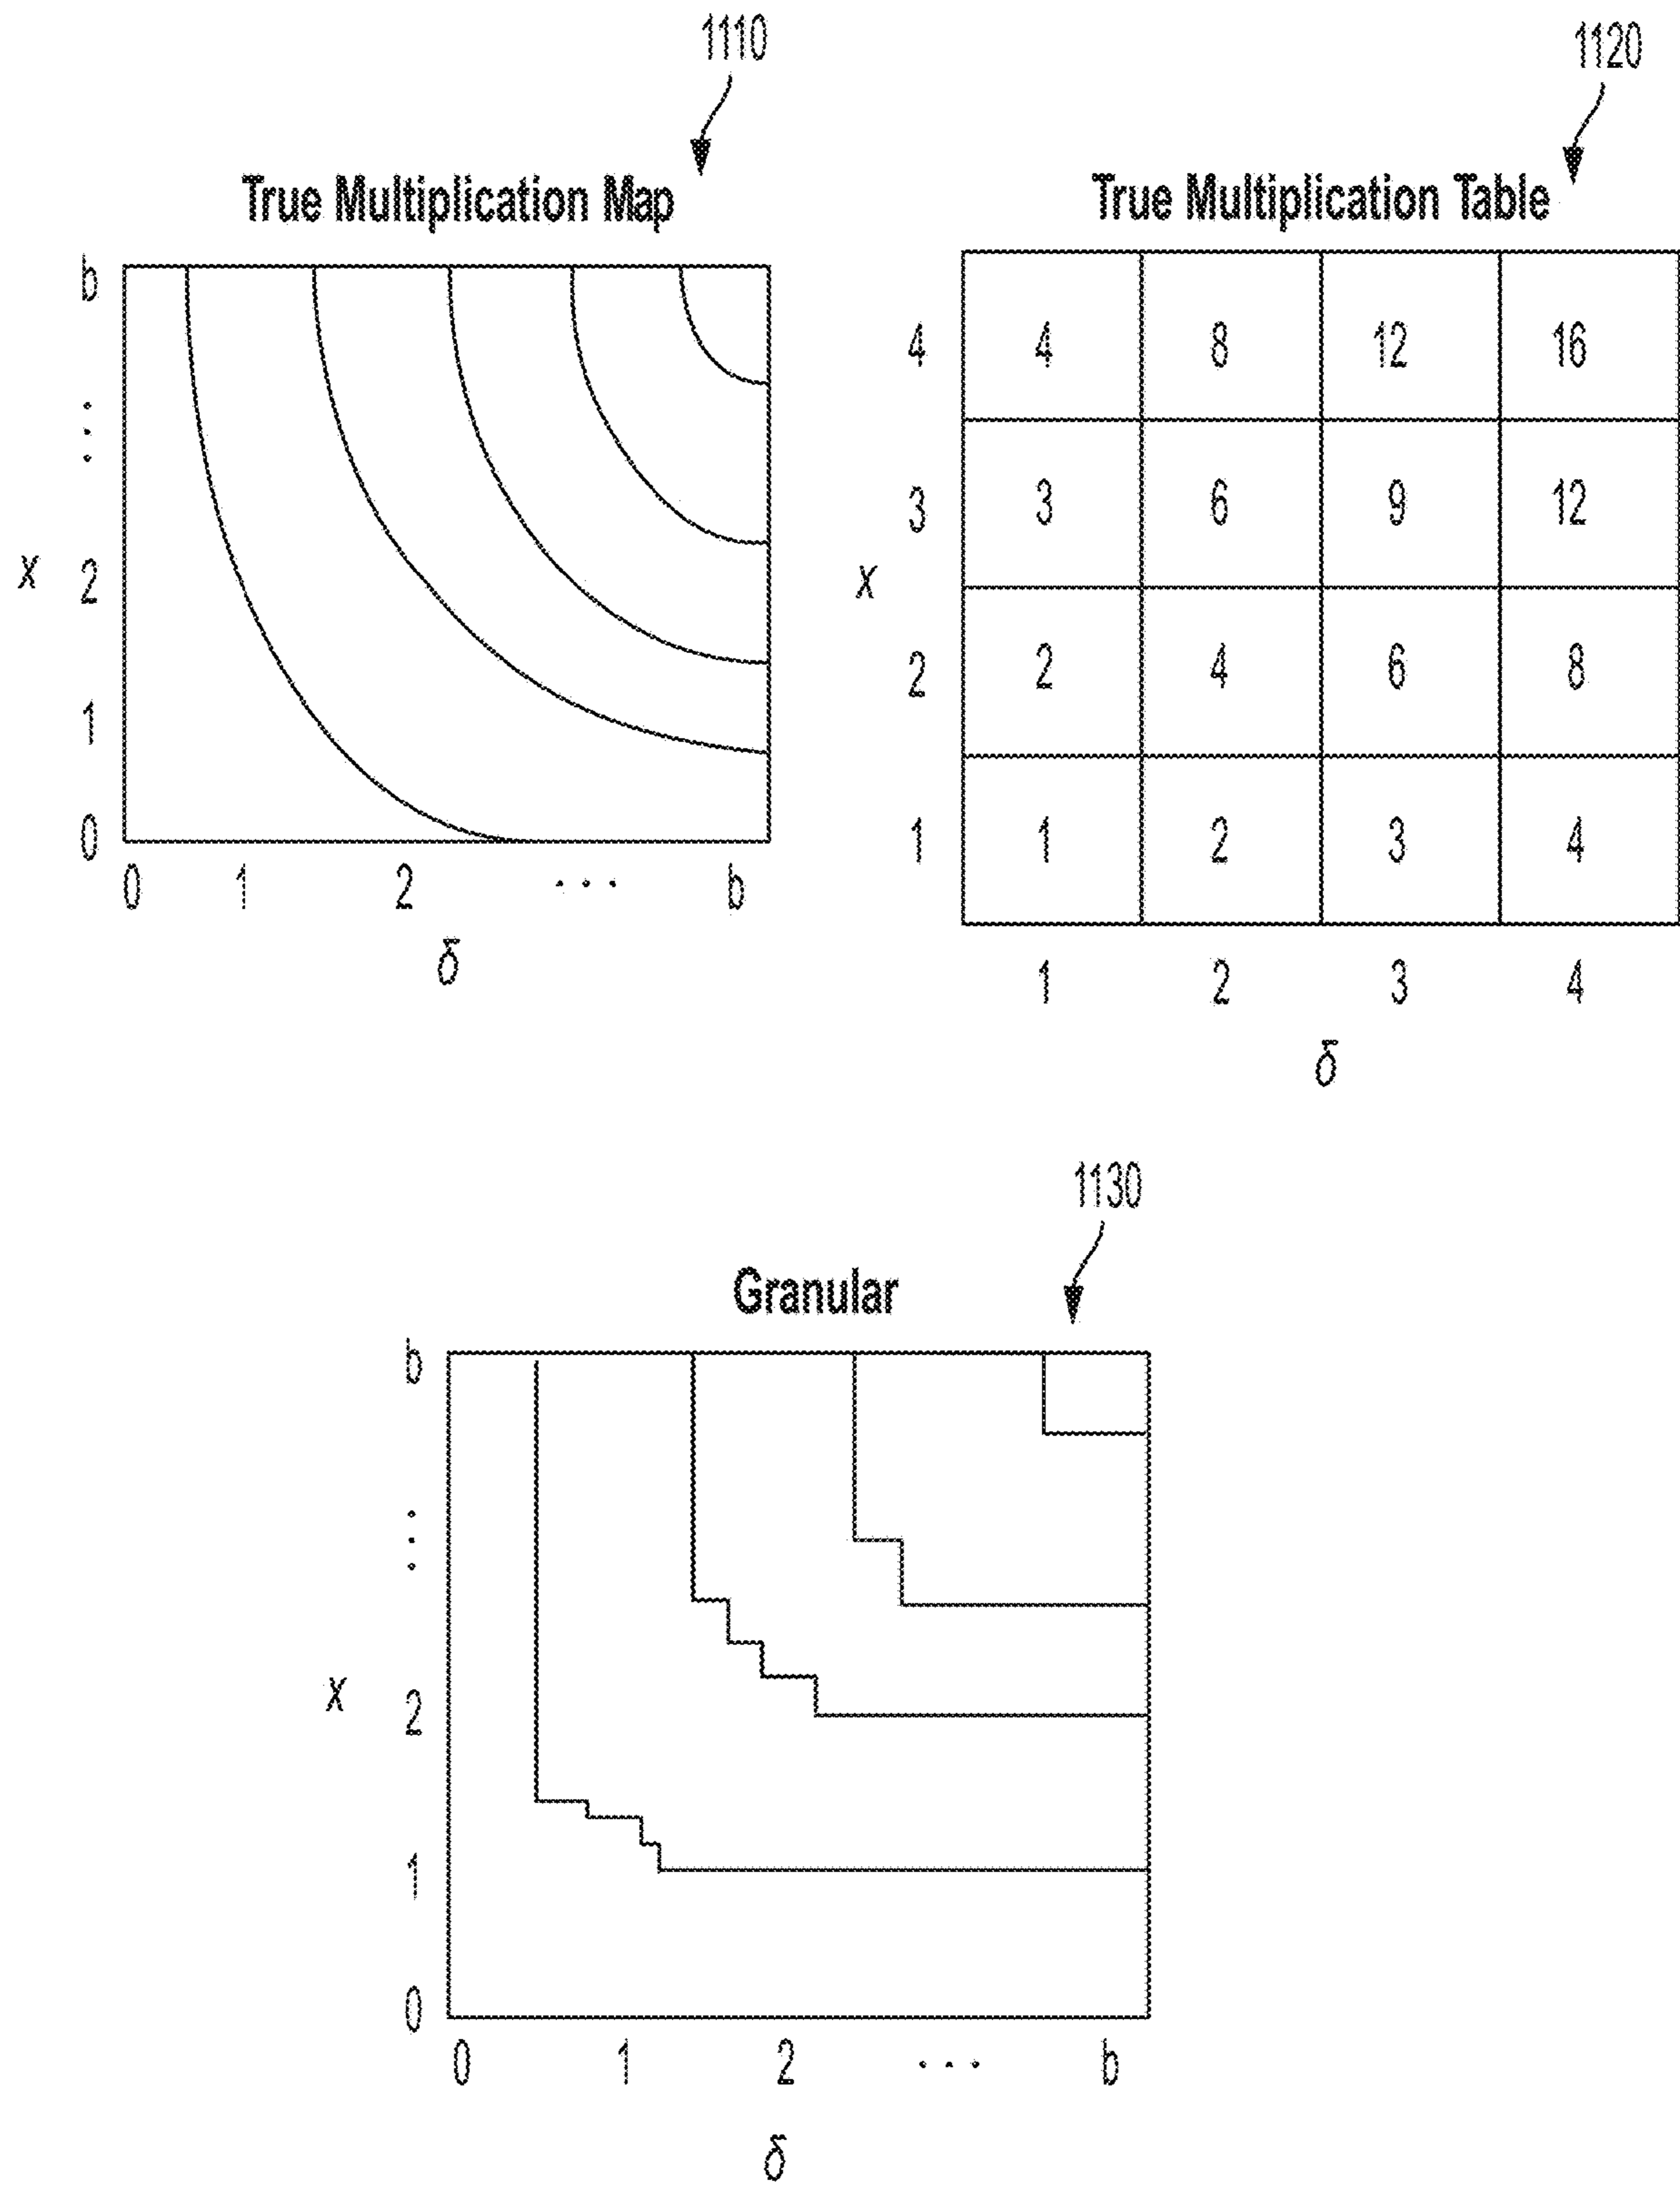 1110
True Multiplication Map
b
⋮
x
2
1
0
0 1 2 ... b
δ
1120
True Multiplication Table
4 4 8 12 16
3 3 6 9 12
x
2 2 4 6 8
1 1 2 3 4
1 2 3 4
δ
1130
Granular
b
⋮
x
2
1
0
0 1 2 ... b
δ